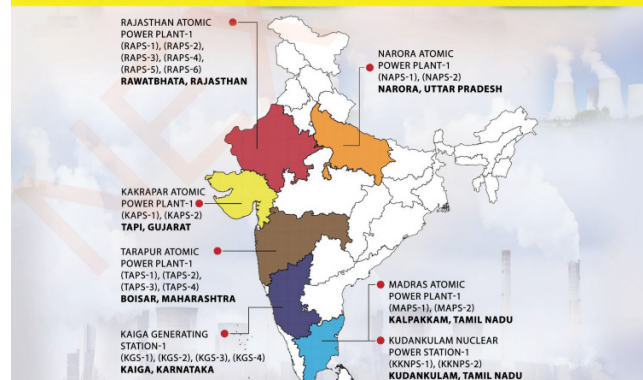 RAJASTHAN ATOMIC
POWER PLANT-1
(RAPS-1), (RAPS-2),
(RAPS-3), (RAPS-4),
(RAPS-5), (RAPS-6)
RAWATBHATA, RAJASTHAN
NARORA ATOMIC
POWER PLANT-1
(NAPS-1), (NAPS-2)
NARORA, UTTAR PRADESH
KAKRAPAR ATOMIC
POWER PLANT-1
(KAPS-1), (KAPS-2)
TAPI, GUJARAT
TARAPUR ATOMIC
POWER PLANT-1
(TAPS-1), (TAPS-2),
(TAPS-3), (TAPS-4)
BOISAR, MAHARASHTRA
MADRAS ATOMIC
POWER PLANT-1
(MAPS-1), (MAPS-2)
KALPAKKAM, TAMIL NADU
KAIGA GENERATING
STATION-1
(KGS-1), (KGS-2), (KGS-3), (KGS-4)
KAIGA, KARNATAKA
KUDANKULAM NUCLEAR
POWER STATION-1
(KKNPS-1), (KKNPS-2)
KUDANKULAM, TAMIL NADU